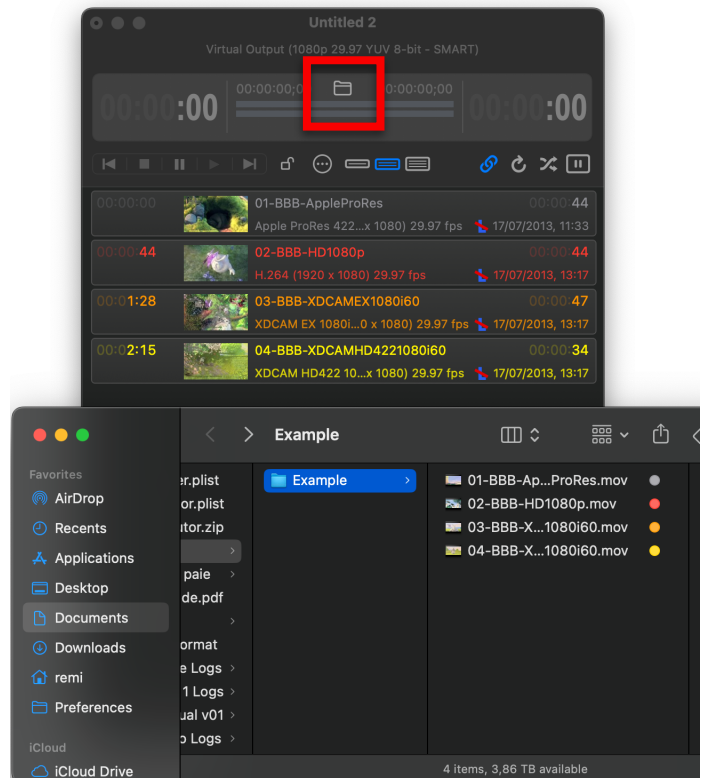 Untitled 2
Virtual Output (1080p 29.97 YUV 8-bit - SMART)
00:00:00 00:00:00;0 0:00:00;00 00:00:00
00:00:00 01-BBB-AppleProRes 00:00:44
Apple ProRes 422...x 1080) 29.97 fps 17/07/2013, 11:33
00:00:44 02-BBB-HD1080p 00:00:44
H.264 (1920 x 1080) 29.97 fps 17/07/2013, 13:17
00:01:28 03-BBB-XDCAMEX1080i60 00:00:47
XDCAM EX 1080i...0 x 1080) 29.97 fps 17/07/2013, 13:17
00:02:15 04-BBB-XDCAMHD4221080i60 00:00:34
XDCAM HD422 10...x 1080) 29.97 fps 17/07/2013, 13:17
Example
Favorites
AirDrop
Recents
Applications
Desktop
Documents
Downloads
remi
Preferences
iCloud
iCloud Drive
er.plist
or.plist
utor.zip
paie
de.pdf
ormat
e Logs
1 Logs
ual v01
o Logs
Example
01-BBB-Ap...ProRes.mov
02-BBB-HD1080p.mov
03-BBB-X...1080i60.mov
04-BBB-X...1080i60.mov
4 items, 3,86 TB available